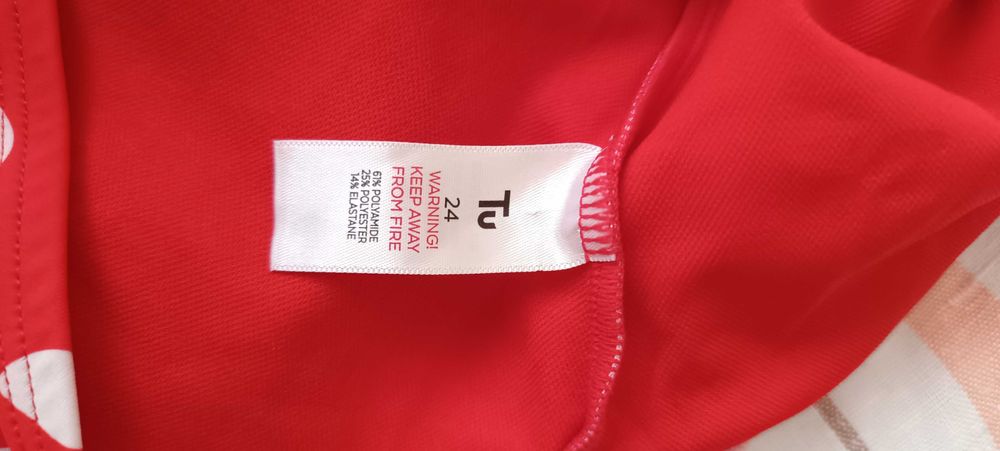 Tu
24
WARNING!
KEEP AWAY
FROM FIRE
61% POLYAMIDE
25% POLYESTER
14% ELASTANE